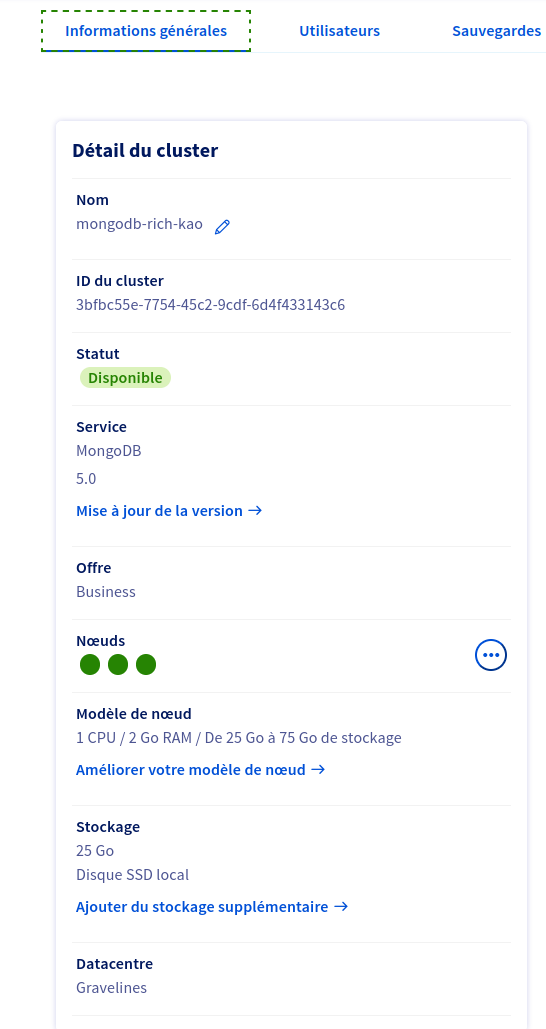 Informations générales
Utilisateurs
Sauvegardes
Détail du cluster
Nom
mongodb-rich-kao
ID du cluster
3bfbc55e-7754-45c2-9cdf-6d4f433143c6
Statut
Disponible
Service
MongoDB
5.0
Mise à jour de la version →
Offre
Business
Nœuds
Modèle de nœud
1 CPU / 2 Go RAM / De 25 Go à 75 Go de stockage
Améliorer votre modèle de nœud →
Stockage
25 Go
Disque SSD local
Ajouter du stockage supplémentaire →
Datacentre
Gravelines